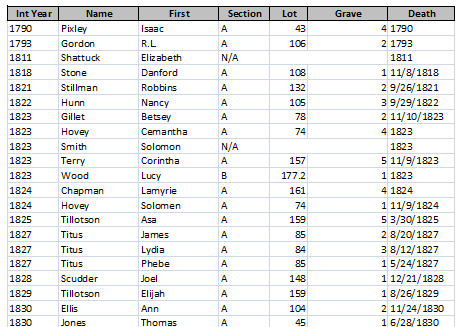 Int Year Name First Section Lot Grave Death
1790 Pixley Isaac A 43 4 1790
1793 Gordon R.L. A 106 2 1793
1811 Shattuck Elizabeth N/A 1811
1818 Stone Danford A 108 1 11/8/1818
1821 Stillman Robbins A 132 2 9/26/1821
1822 Hunn Nancy A 105 3 9/29/1822
1823 Gillet Betsey A 78 2 11/10/1823
1823 Hovey Cemantha A 74 4 1823
1823 Smith Solomon N/A 1823
1823 Terry Corintha A 157 5 11/9/1823
1823 Wood Lucy B 177.2 1 1823
1824 Chapman Lamyrie A 161 4 1824
1824 Hovey Solomen A 74 1 11/9/1824
1825 Tillotson Asa A 159 5 3/30/1825
1827 Titus James A 85 2 8/20/1827
1827 Titus Lydia A 84 3 8/12/1827
1827 Titus Phebe A 85 1 5/24/1827
1828 Scudder Joel A 148 1 12/21/1828
1829 Tillotson Elijah A 159 1 8/26/1829
1830 Ellis Ann A 104 2 11/24/1830
1830 Jones Thomas A 45 1 6/28/1830